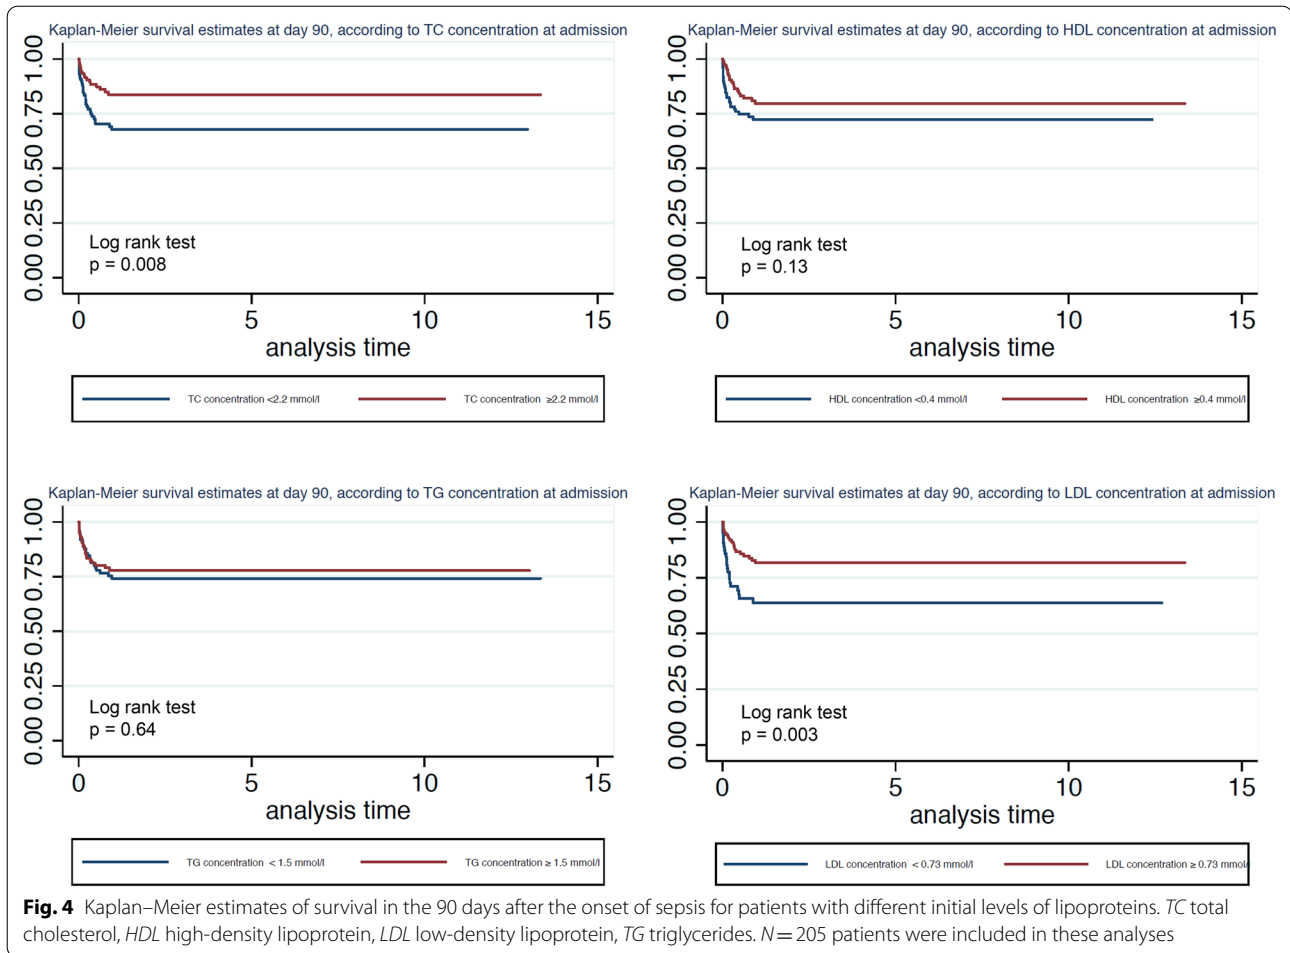 Kaplan-Meier survival estimates at day 90, according to TC concentration at admission
1.00
0.75
0.50
0.25
0.00
Log rank test
p = 0.008
0 5 10 15
analysis time
TC concentration <2.2 mmol/l TC concentration ≥2.2 mmol/l
Kaplan-Meier survival estimates at day 90, according to HDL concentration at admission
1.00
0.75
0.50
0.25
0.00
Log rank test
p = 0.13
0 5 10 15
analysis time
HDL concentration <0.4 mmol/l HDL concentration ≥0.4 mmol/l
Kaplan-Meier survival estimates at day 90, according to TG concentration at admission
1.00
0.75
0.50
0.25
0.00
Log rank test
p = 0.64
0 5 10 15
analysis time
TG concentration < 1.5 mmol/l TG concentration ≥ 1.5 mmol/l
Kaplan-Meier survival estimates at day 90, according to LDL concentration at admission
1.00
0.75
0.50
0.25
0.00
Log rank test
p = 0.003
0 5 10 15
analysis time
LDL concentration < 0.73 mmol/l LDL concentration ≥ 0.73 mmol/
Fig. 4 Kaplan–Meier estimates of survival in the 90 days after the onset of sepsis for patients with different initial levels of lipoproteins. TC total
cholesterol, HDL high-density lipoprotein, LDL low-density lipoprotein, TG triglycerides. N = 205 patients were included in these analyses